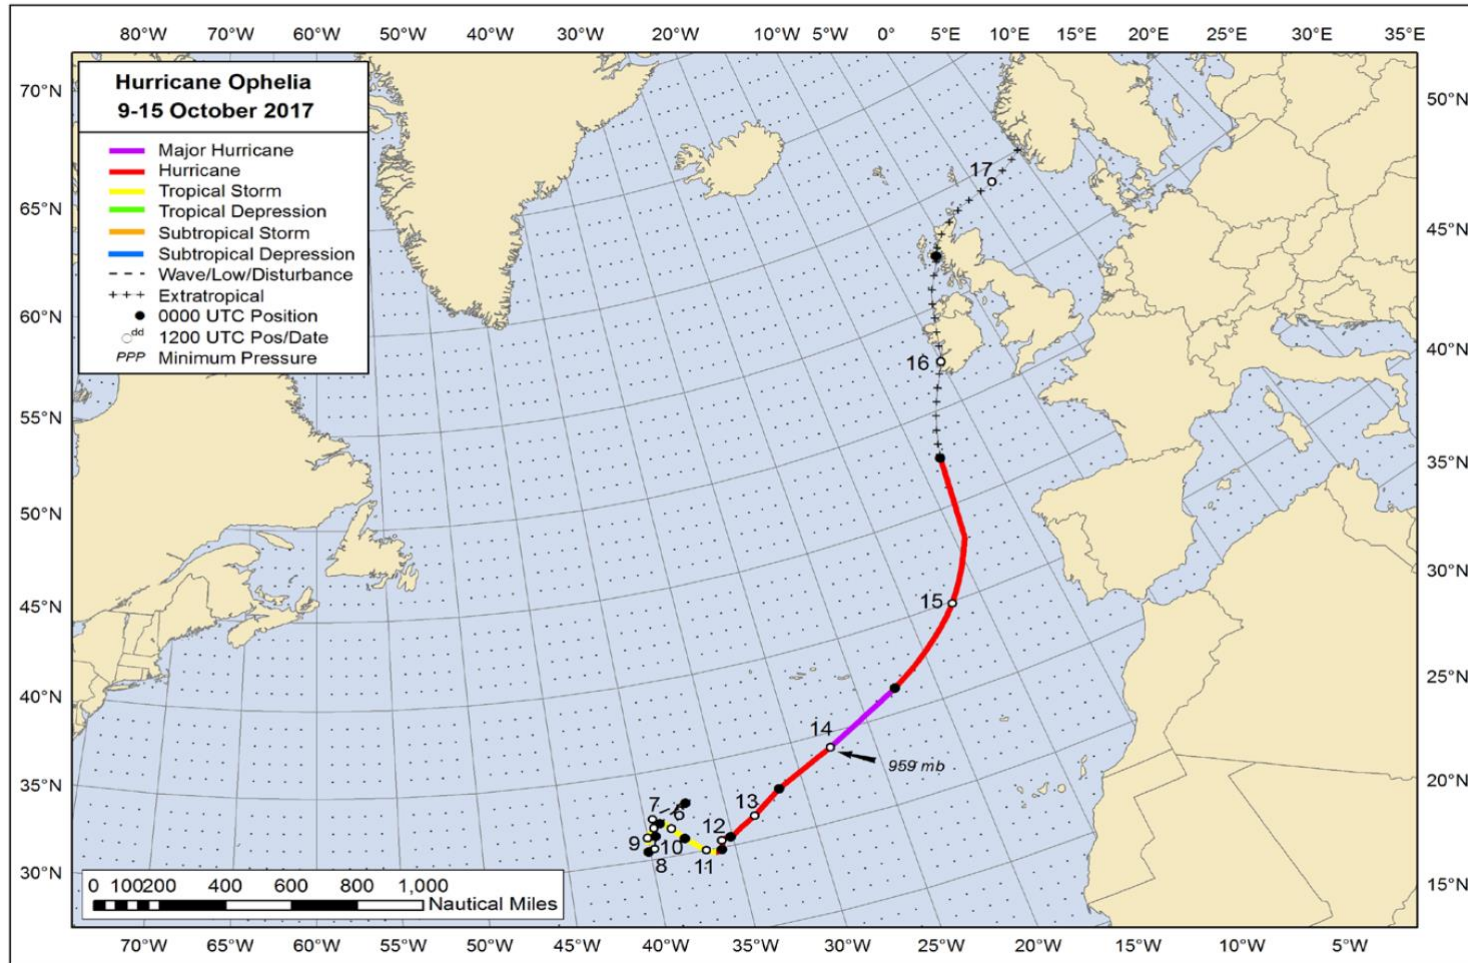 80°W 70°W 60°W 50°W 40°W 30°W 20°W 10°W 5°W 0° 5°E 10°E 15°E 20°E 25°E 30°E 35°E
Hurricane Ophelia
9-15 October 2017
Major Hurricane
Hurricane
Tropical Storm
Tropical Depression
Subtropical Storm
Subtropical Depression
Wave/Low/Disturbance
+++ Extratropical
0000 UTC Position
dd 1200 UTC Pos/Date
PPP Minimum Pressure
70°N
65°N
60°N
55°N
50°N
45°N
40°N
35°N
30°N
50°N
45°N
40°N
35°N
30°N
25°N
20°N
15°N
17
16
15
14
959 mb
13
12
7
6
9
10
11
8
0 100200 400 600 800 1,000
Nautical Miles
70°W 65°W 60°W 55°W 50°W 45°W 40°W 35°W 30°W 25°W 20°W 15°W 10°W 5°W